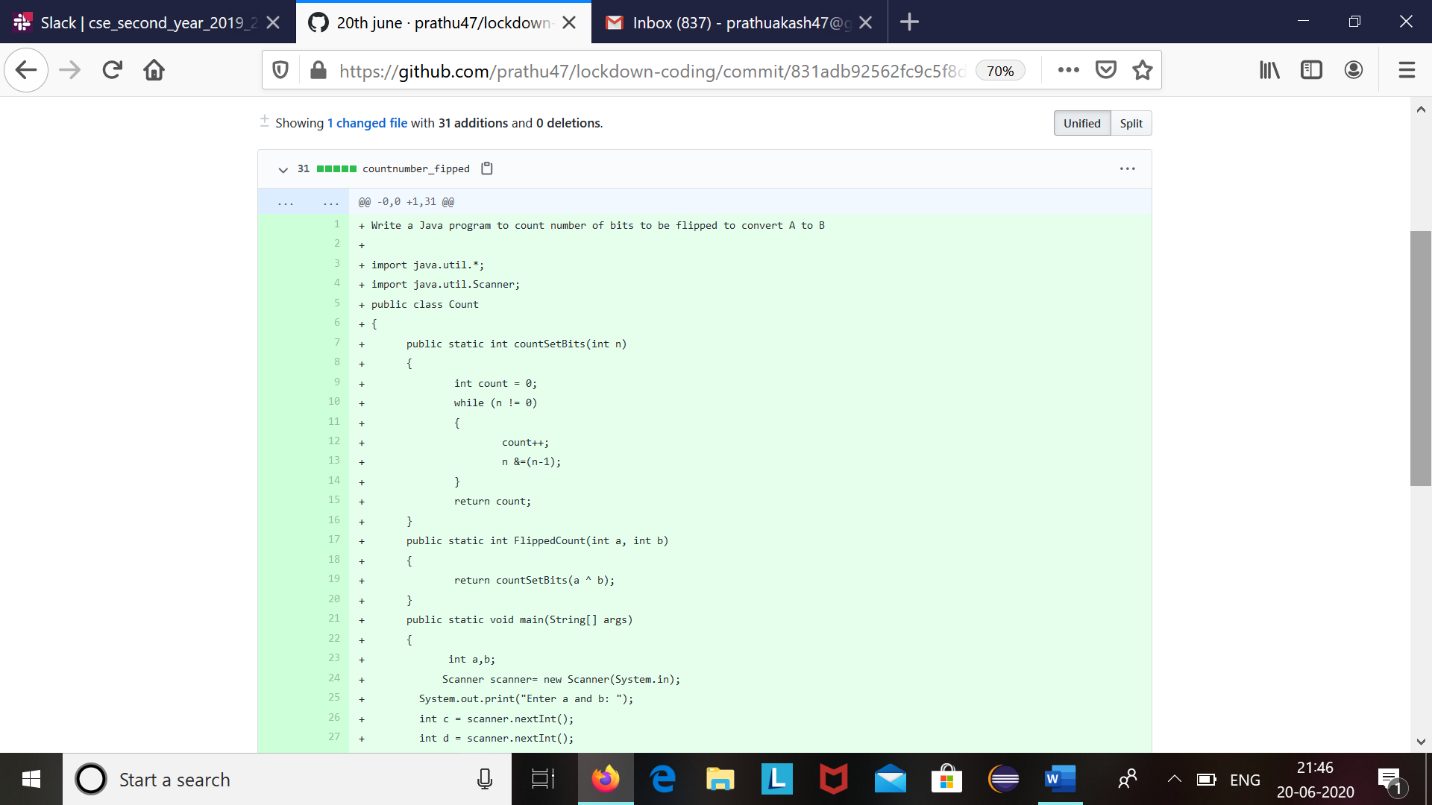 Slack | cse_second_year_2019_2
20th june · prathu47/lockdown-
Inbox (837) - prathuakash47@g
https://github.com/prathu47/lockdown-coding/commit/831adb92562fc9c5f8d
70%
Showing 1 changed file with 31 additions and 0 deletions.
Unified Split
31 countnumber_fipped
... ... @@ -0,0 +1,31 @@
1 + Write a Java program to count number of bits to be flipped to convert A to B
2 +
3 + import java.util.*;
4 + import java.util.Scanner;
5 + public class Count
6 + {
7 + public static int countSetBits(int n)
8 + {
9 + int count = 0;
10 + while (n != 0)
11 + {
12 + count++;
13 + n &=(n-1);
14 + }
15 + return count;
16 + }
17 + public static int FlippedCount(int a, int b)
18 + {
19 + return countSetBits(a ^ b);
20 + }
21 + public static void main(String[] args)
22 + {
23 + int a,b;
24 + Scanner scanner= new Scanner(System.in);
25 + System.out.print("Enter a and b: ");
26 + int c = scanner.nextInt();
27 + int d = scanner.nextInt();
Start a search
L
W
ENG
21:46
20-06-2020
1